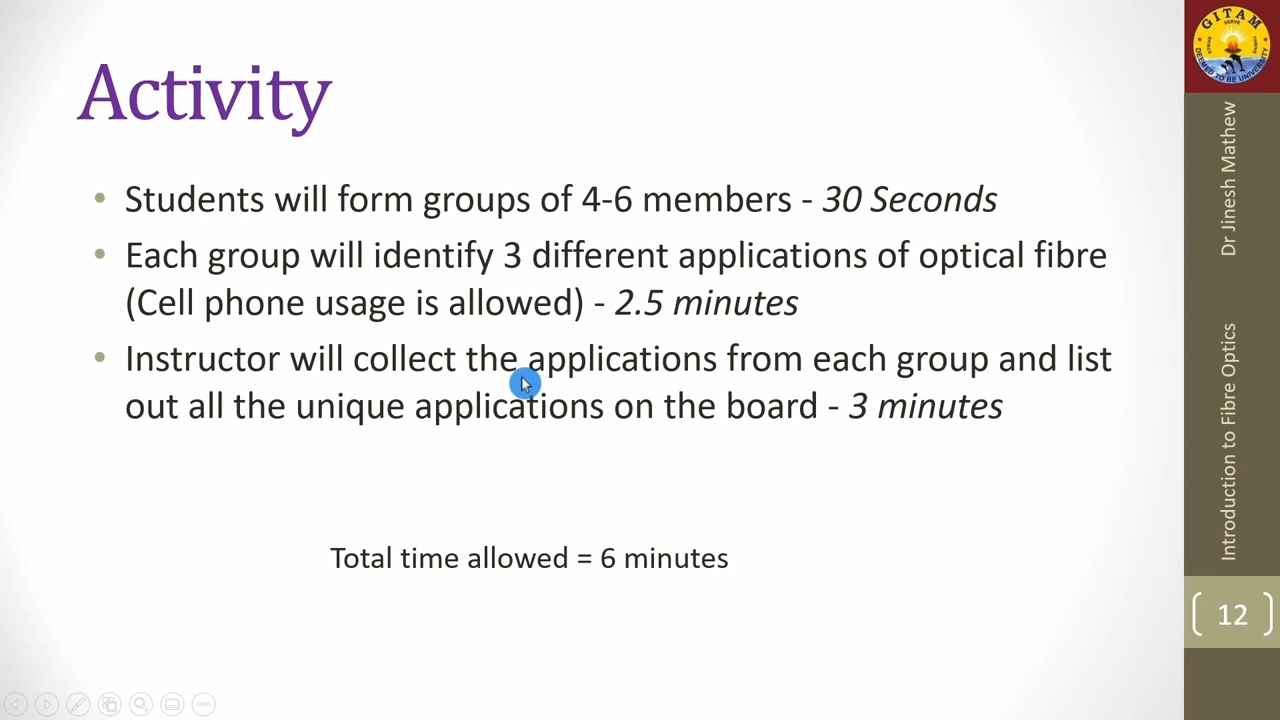 Activity
• Students will form groups of 4-6 members - 30 Seconds
• Each group will identify 3 different applications of optical fibre
(Cell phone usage is allowed) - 2.5 minutes
• Instructor will collect the applications from each group and list
out all the unique applications on the board - 3 minutes
Total time allowed = 6 minutes
GITAM
SERVE
DEEMED TO BE UNIVERSITY
Dr Jinesh Mathew
Introduction to Fibre Optics
12